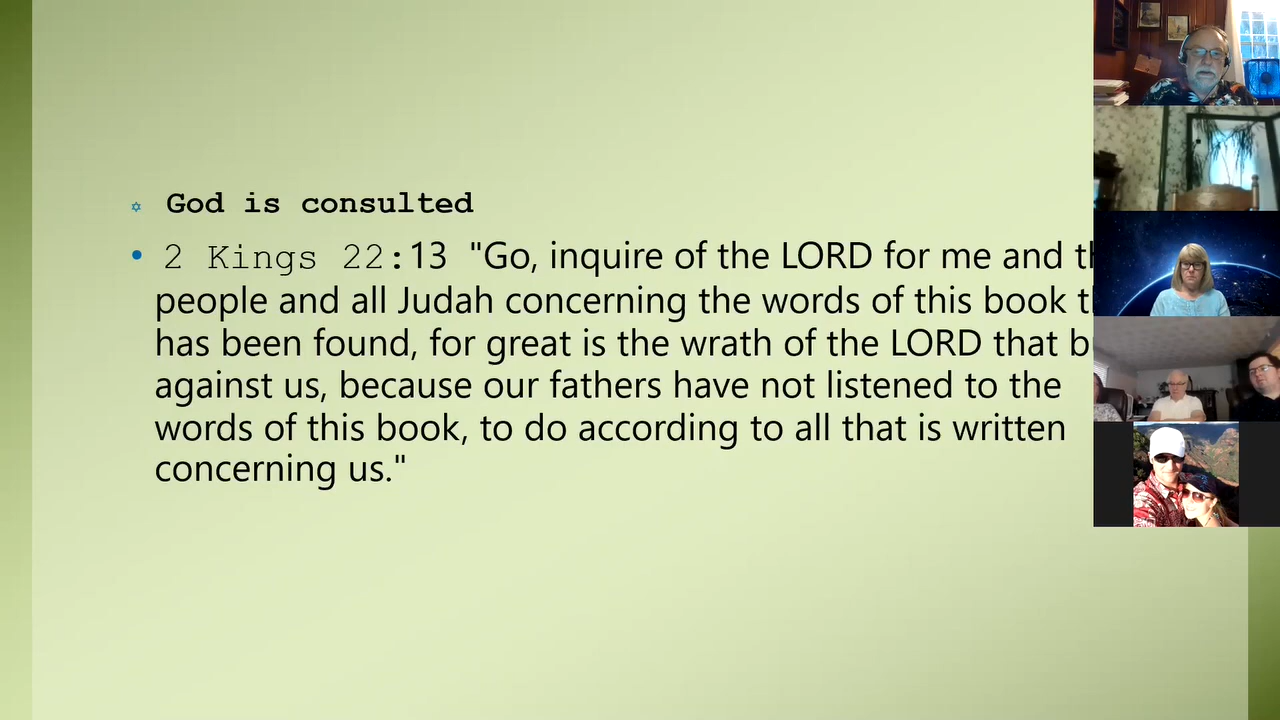 God is consulted
2 Kings 22:13 "Go, inquire of the LORD for me and
people and all Judah concerning the words of this book
has been found, for great is the wrath of the LORD that
against us, because our fathers have not listened to the
words of this book, to do according to all that is written
concerning us."